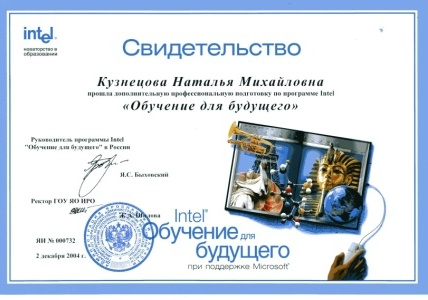 intel
новаторство в
образовании
Свидетельство
Кузнецова Наталья Михайловна
прошла дополнительную профессиональную подготовку по программе Intel
«Обучение для будущего»
Руководитель программы Intel
"Обучение для будущего" в России
Я.С. Быховский
Ректор ГОУ ЯО ИРО
ЯИ № 000732
2 декабря 2004 г.
Intel®
Обучение для
будущего
при поддержке Microsoft®